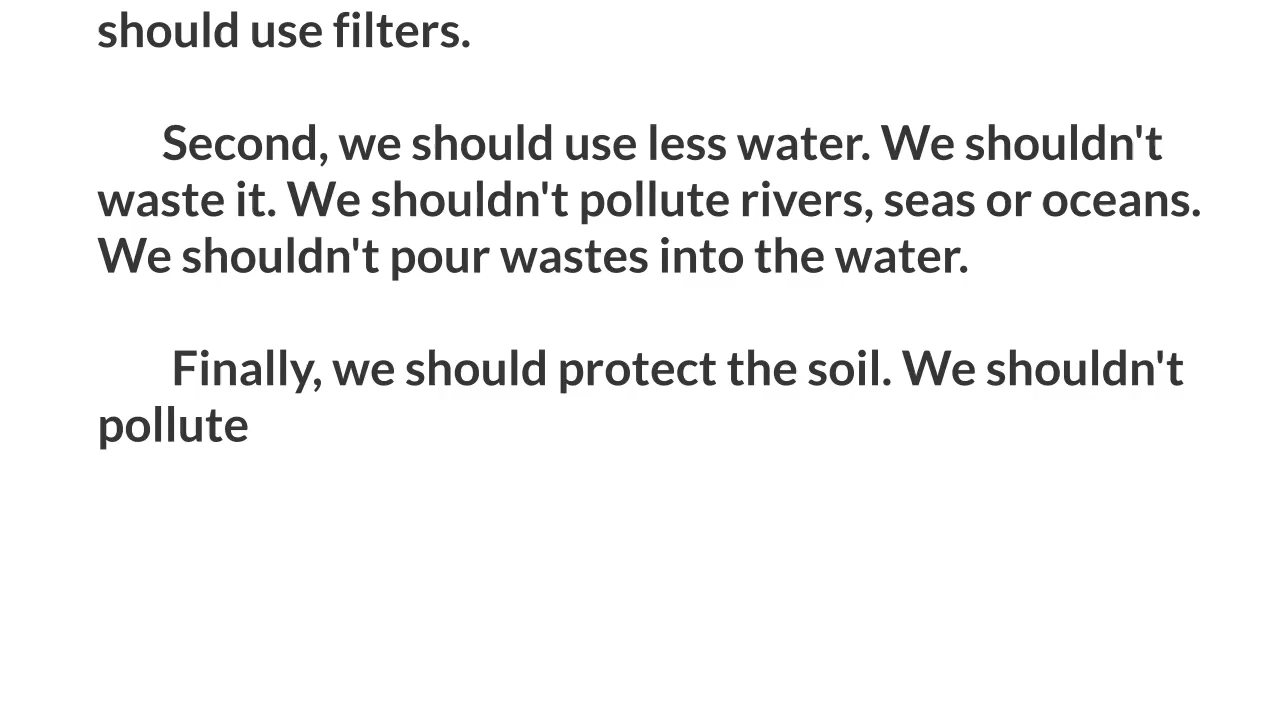 should use filters.
Second, we should use less water. We shouldn't
waste it. We shouldn't pollute rivers, seas or oceans.
We shouldn't pour wastes into the water.
Finally, we should protect the soil. We shouldn't
pollute